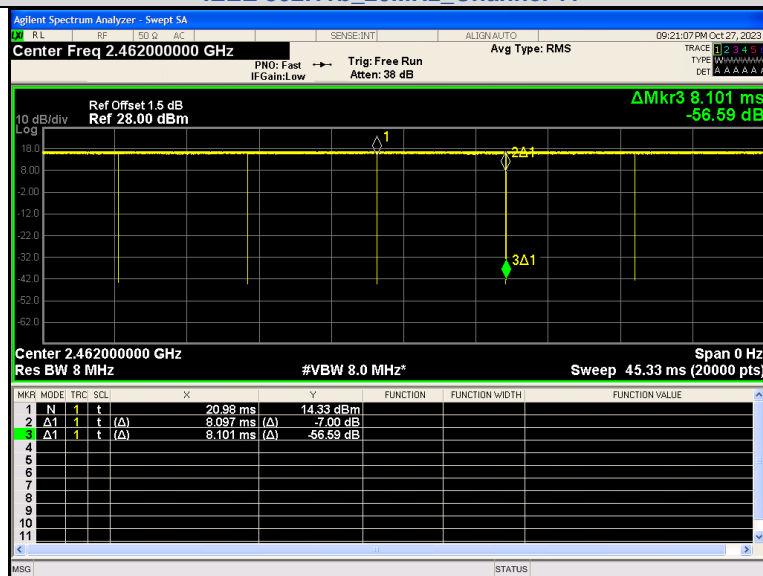 Agilent Spectrum Analyzer - Swept SA
RL RF 50 Ω AC SENSE:INT ALIGN AUTO 09:21:07 PM Oct 27, 2023
Center Freq 2.462000000 GHz
PNO: Fast
IFGain:Low
Trig: Free Run
Atten: 38 dB
Avg Type: RMS
TRACE 1 2 3 4 5
TYPE
DET A A A A A
ΔMkr3 8.101 ms
-56.59 dB
Ref Offset 1.5 dB
10 dB/div Ref 28.00 dBm
Log
18.0
8.00
-2.00
-12.0
-22.0
-32.0
-42.0
-52.0
-62.0
1
2Δ1
3Δ1
Center 2.462000000 GHz Span 0 Hz
Res BW 8 MHz #VBW 8.0 MHz* Sweep 45.33 ms (20000 pts)
MKR MODE TRC SCL X Y FUNCTION FUNCTION WIDTH FUNCTION VALUE
1 N 1 t 20.98 ms 14.33 dBm
2 Δ1 1 t (Δ) 8.097 ms (Δ) -7.00 dB
3 Δ1 1 t (Δ) 8.101 ms (Δ) -56.59 dB
4
5
6
7
8
9
10
11
MSG STATUS